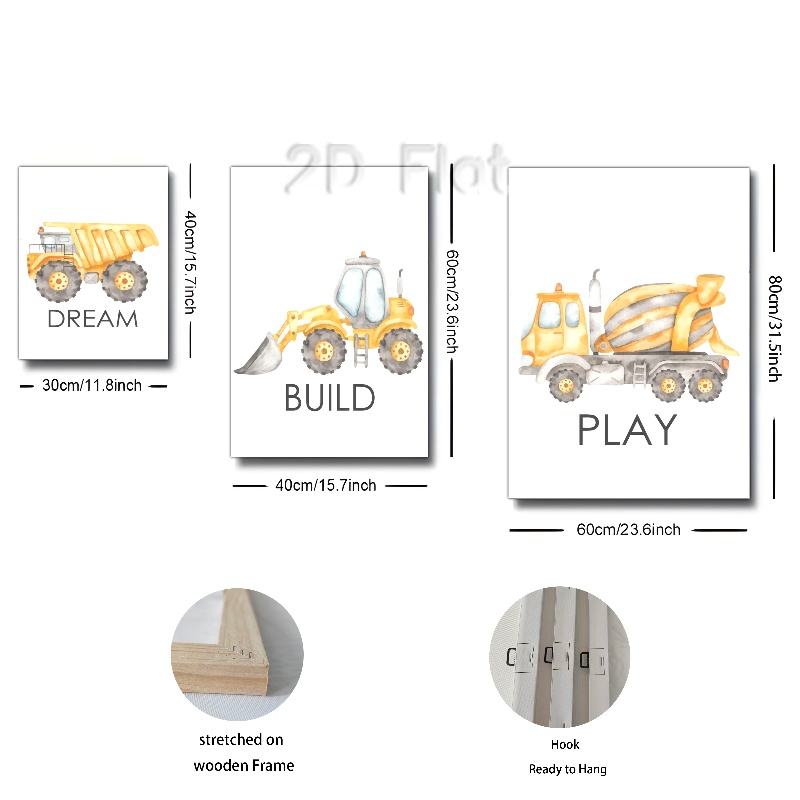 2D Flat
DREAM
40cm/15.7inch
30cm/11.8inch
BUILD
60cm/23.6inch
40cm/15.7inch
PLAY
80cm/31.5inch
60cm/23.6inch
stretched on
wooden Frame
Hook
Ready to Hang